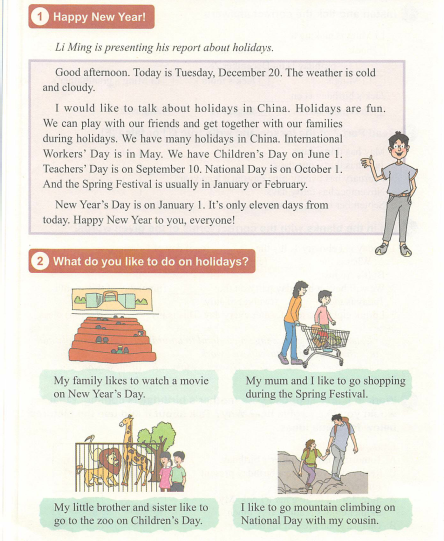 1 Happy New Year!
Li Ming is presenting his report about holidays.
Good afternoon. Today is Tuesday, December 20. The weather is cold
and cloudy.
I would like to talk about holidays in China. Holidays are fun.
We can play with our friends and get together with our families
during holidays. We have many holidays in China. International
Workers' Day is in May. We have Children's Day on June 1.
Teachers' Day is on September 10. National Day is on October 1.
And the Spring Festival is usually in January or February.
New Year's Day is on January 1. It's only eleven days from
today. Happy New Year to you, everyone!
2 What do you like to do on holidays?
My family likes to watch a movie
on New Year's Day.
My mum and I like to go shopping
during the Spring Festival.
My little brother and sister like to
go to the zoo on Children's Day.
I like to go mountain climbing on
National Day with my cousin.